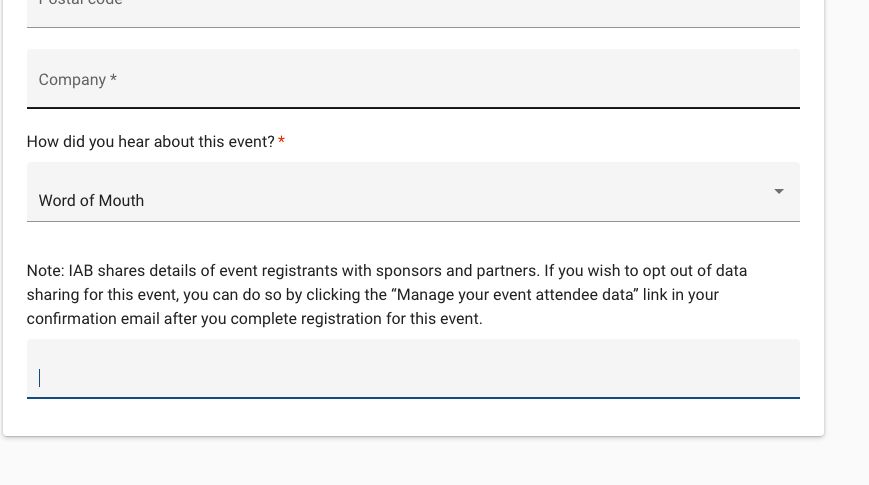 Postal code
Company *
How did you hear about this event? *
Word of Mouth
Note: IAB shares details of event registrants with sponsors and partners. If you wish to opt out of data
sharing for this event, you can do so by clicking the “Manage your event attendee data” link in your
confirmation email after you complete registration for this event.